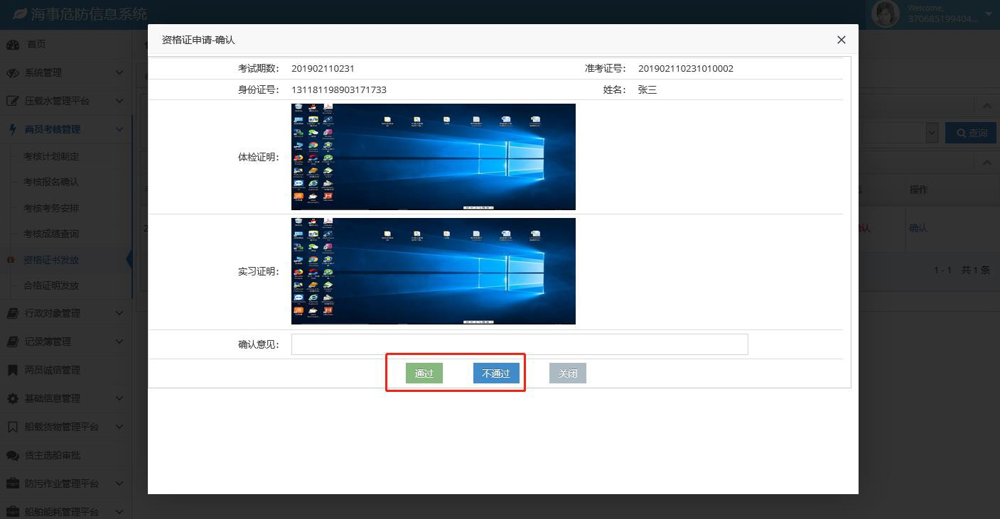 海事危防信息系统
Welcome,
370685199404...
首页
系统管理
压载水管理平台
两员考核管理
考核计划制定
考核报名确认
考核考务安排
考核成绩查询
资格证书发放
合格证明发放
行政对象管理
记录簿管理
两员诚信管理
基础信息管理
船载货物管理平台
货主选船审批
防污作业管理平台
船舶能耗管理平台
资格证申请-确认
考试期数： 201902110231 准考证号： 201902110231010002
身份证号： 131181198903171733 姓名： 张三
体检证明：
实习证明：
确认意见：
通过 不通过 关闭
查询
操作
确认
1 - 1 共 1 条